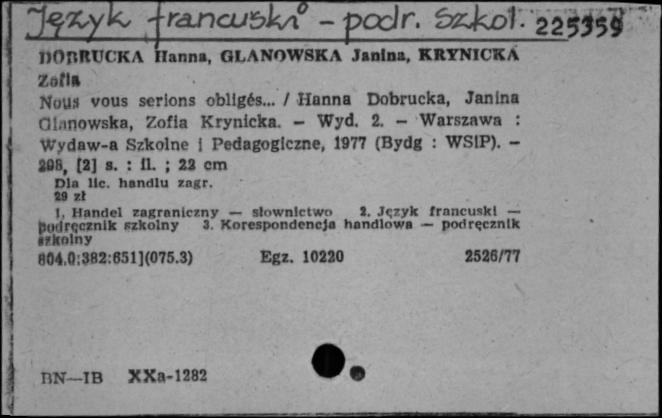 Język francuski - podr. szkol. 225359
DOBRUCKA Hanna, GLANOWSKA Janina, KRYNICKA
Zofia
Nous vous serions obligés... / Hanna Dobrucka, Janina
Glanowska, Zofia Krynicka. — Wyd. 2. — Warszawa :
Wydaw-a Szkolne i Pedagogiczne, 1977 (Bydg : WSiP). —
298, [2] s. : il. ; 22 cm
Dla lic. handlu zagr.
29 zł
1. Handel zagraniczny — słownictwo 2. Język francuski —
podręcznik szkolny 3. Korespondencja handlowa — podręcznik
szkolny
804.0:382:651](075.3) Egz. 10220 2526/77
BN—IB XXa-1282